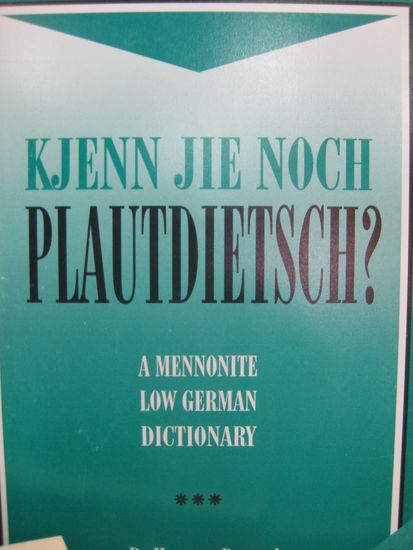 KJENN JIE NOCH
PLAUTDIETSCH?
A MENNONITE
LOW GERMAN
DICTIONARY
***